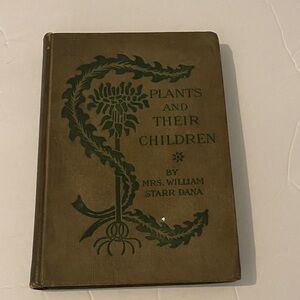 PLANTS
AND
THEIR
CHILDREN
BY
MRS. WILLIAM
STARR DANA